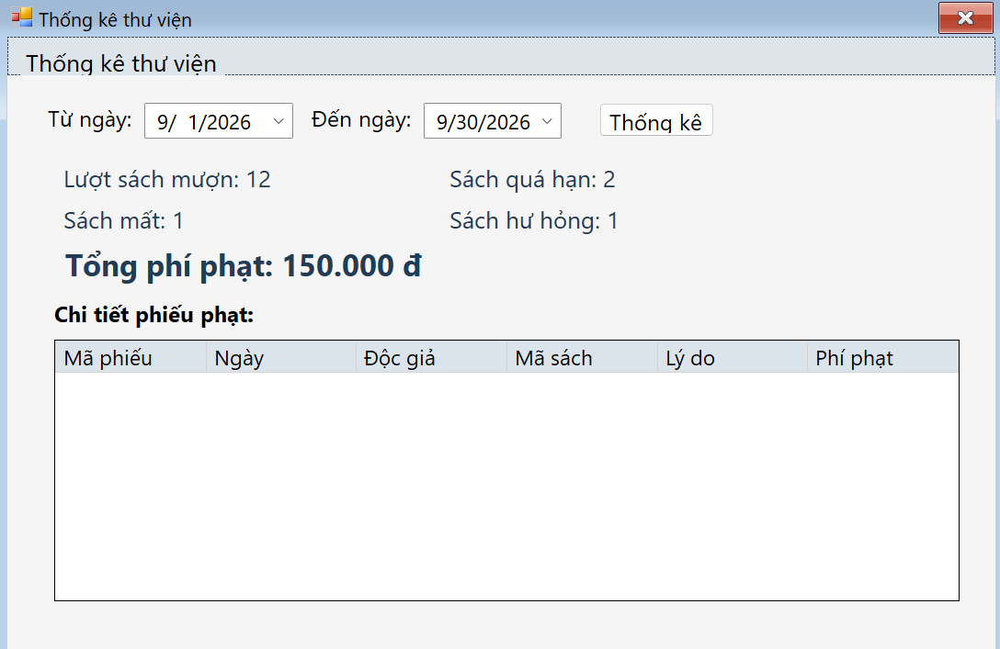 Thống kê thư viện
Thống kê thư viện
Từ ngày: 9/ 1/2026 Đến ngày: 9/30/2026 Thống kê
Lượt sách mượn: 12 Sách quá hạn: 2
Sách mất: 1 Sách hư hỏng: 1
Tổng phí phạt: 150.000 đ
Chi tiết phiếu phạt:
Mã phiếu Ngày Độc giả Mã sách Lý do Phí phạt